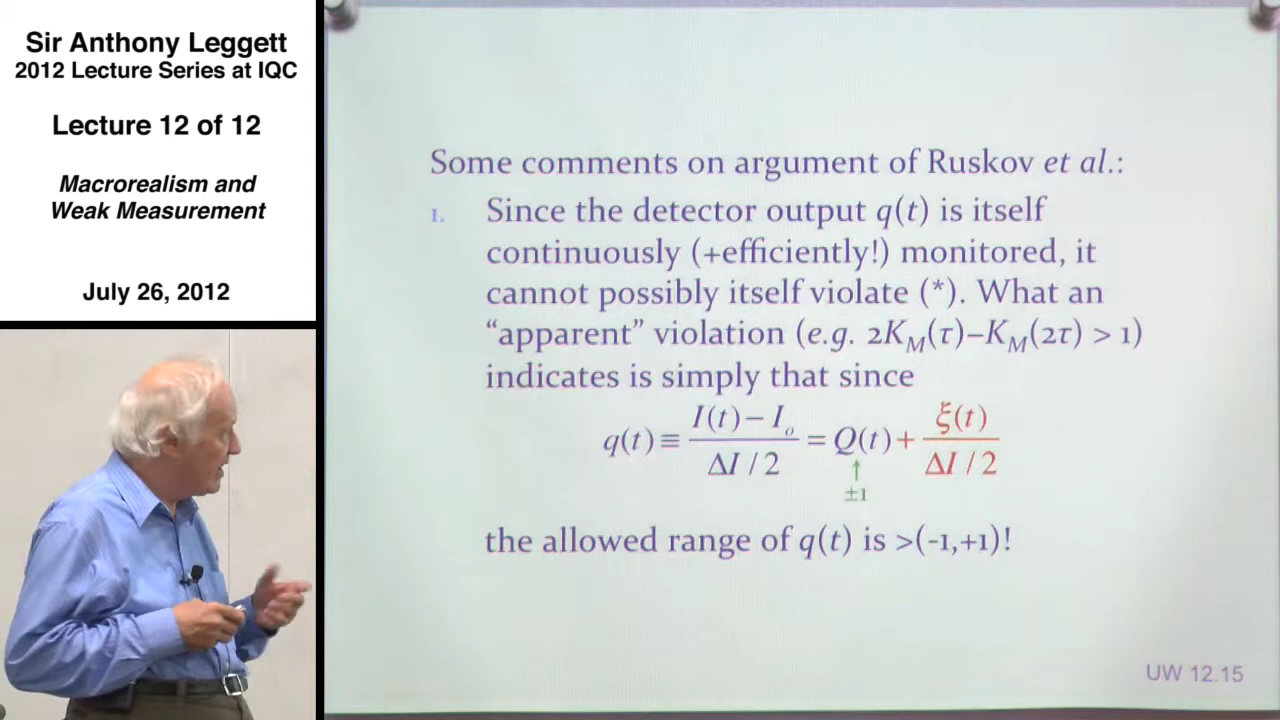 Sir Anthony Leggett
2012 Lecture Series at IQC
Lecture 12 of 12
Macrorealism and
Weak Measurement
July 26, 2012
Some comments on argument of Ruskov et al.:
1. Since the detector output q(t) is itself
continuously (+efficiently!) monitored, it
cannot possibly itself violate (*). What an
“apparent” violation (e.g. 2K_M(τ)–K_M(2τ) > 1)
indicates is simply that since
q(t) ≡ (I(t) – I_o)/(ΔI / 2) = Q(t) + ξ(t)/(ΔI / 2)
↑
±1
the allowed range of q(t) is >(-1,+1)!
UW 12.15